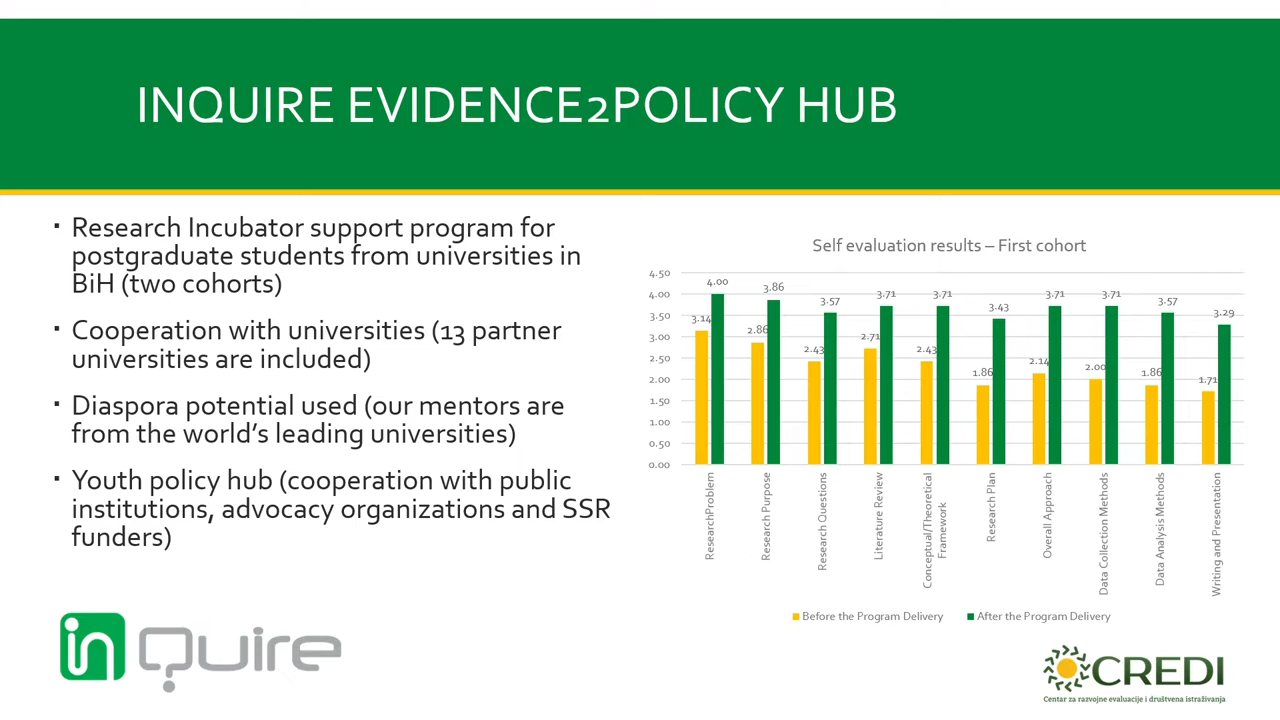 INQUIRE EVIDENCE2POLICY HUB
▪ Research Incubator support program for
postgraduate students from universities in
BiH (two cohorts)
▪ Cooperation with universities (13 partner
universities are included)
▪ Diaspora potential used (our mentors are
from the world's leading universities)
▪ Youth policy hub (cooperation with public
institutions, advocacy organizations and SSR
funders)
Self evaluation results – First cohort
4.50
4.00
3.50
3.00
2.50
2.00
1.50
1.00
0.50
0.00
3.14
4.00
2.86
3.86
2.43
3.57
2.71
3.71
2.43
3.71
1.86
3.43
2.14
3.71
2.00
3.71
1.86
3.57
1.71
3.29
ResearchProblem
Research Purpose
Research Questions
Literature Review
Conceptual/Theoretical
Framework
Research Plan
Overall Approach
Data Collection Methods
Data Analysis Methods
Writing and Presentation
Before the Program Delivery
After the Program Delivery
in Quire
CREDI
Centar za razvojne evaluacije i društvena istraživanja